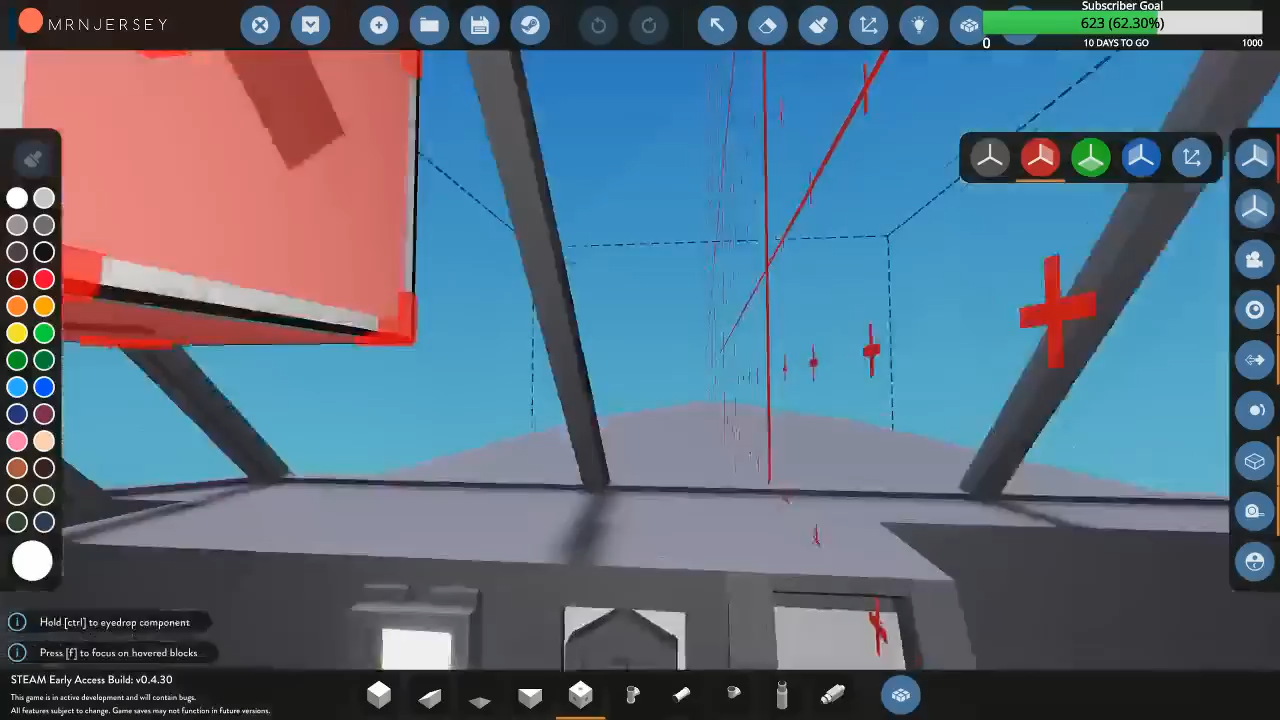 MRNJERSEY
Subscriber Goal
623 (62.30%)
0
10 DAYS TO GO
1000
Hold [ctrl] to eyedrop component
Press [f] to focus on hovered blocks
STEAM Early Access Build: v0.4.30
This game is in active development and will contain bugs.
All features subject to change. Game saves may not function in future versions.